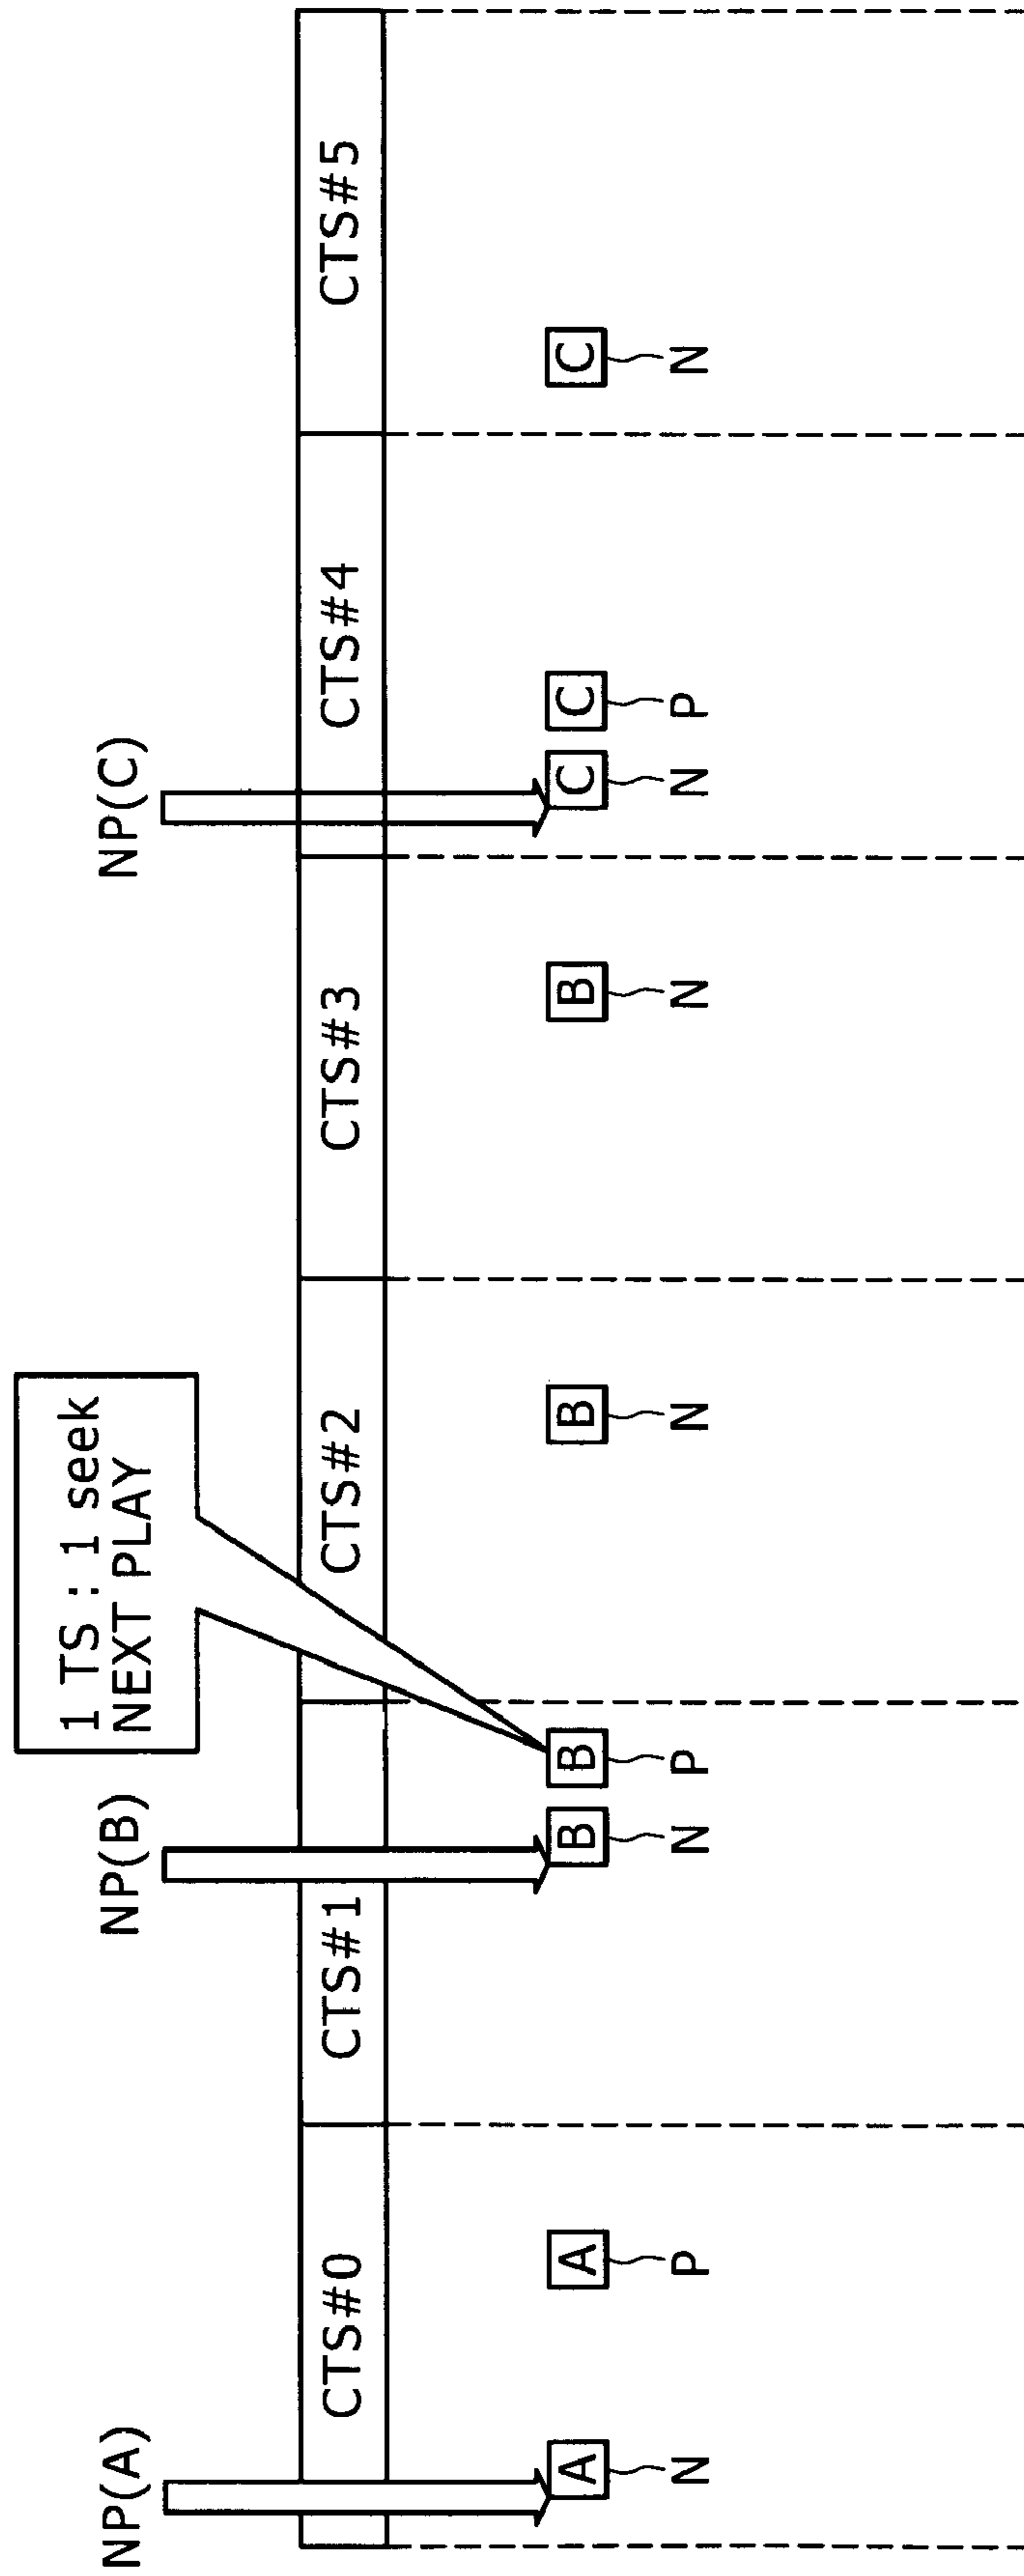 1 TS : 1 seek
NEXT PLAY
NP(A)
NP(B)
NP(C)
CTS#0
CTS#1
CTS#2
CTS#3
CTS#4
CTS#5
A
A
B
B
B
B
C
C
C
N
P
N
P
N
N
N
P
N